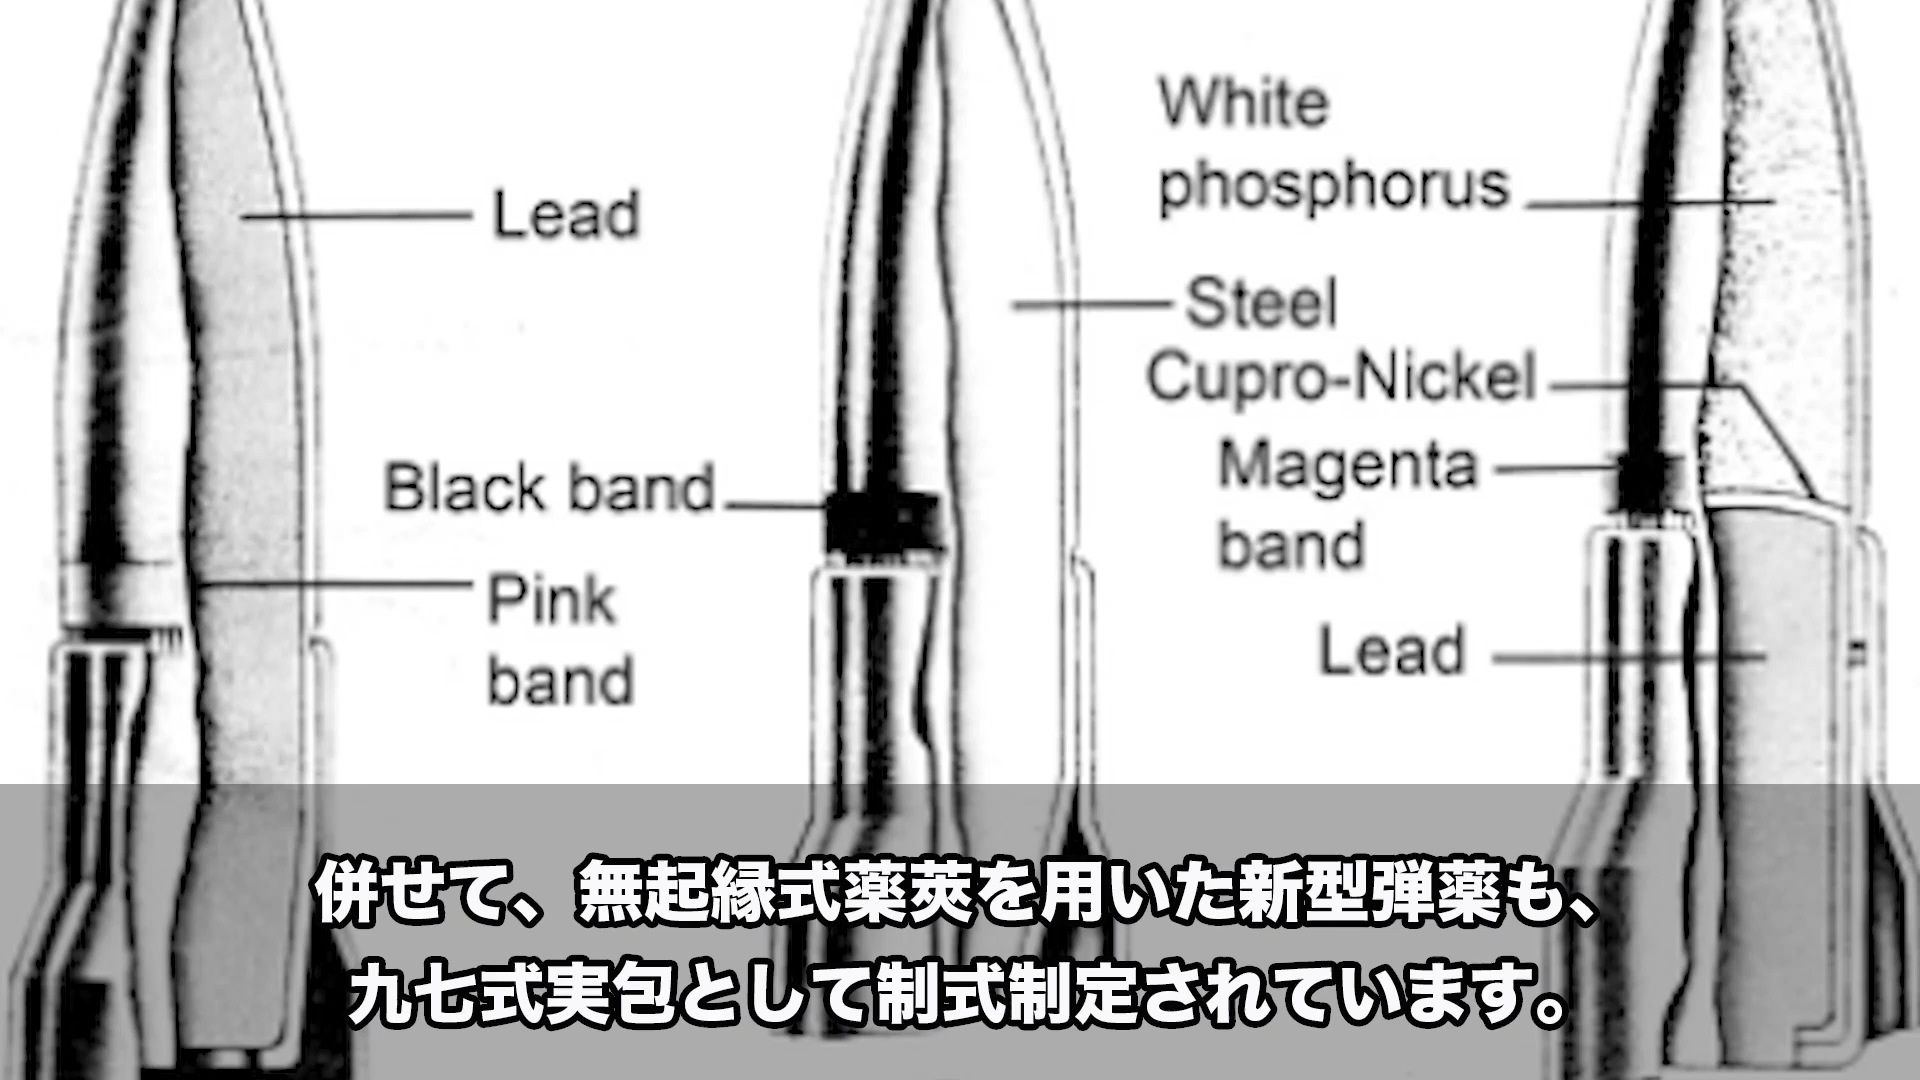 Lead
Black band
Pink
band
White
phosphorus
Steel
Cupro-Nickel
Magenta
band
Lead
併せて、無起縁式薬莢を用いた新型弾薬も、
九七式実包として制式制定されています。